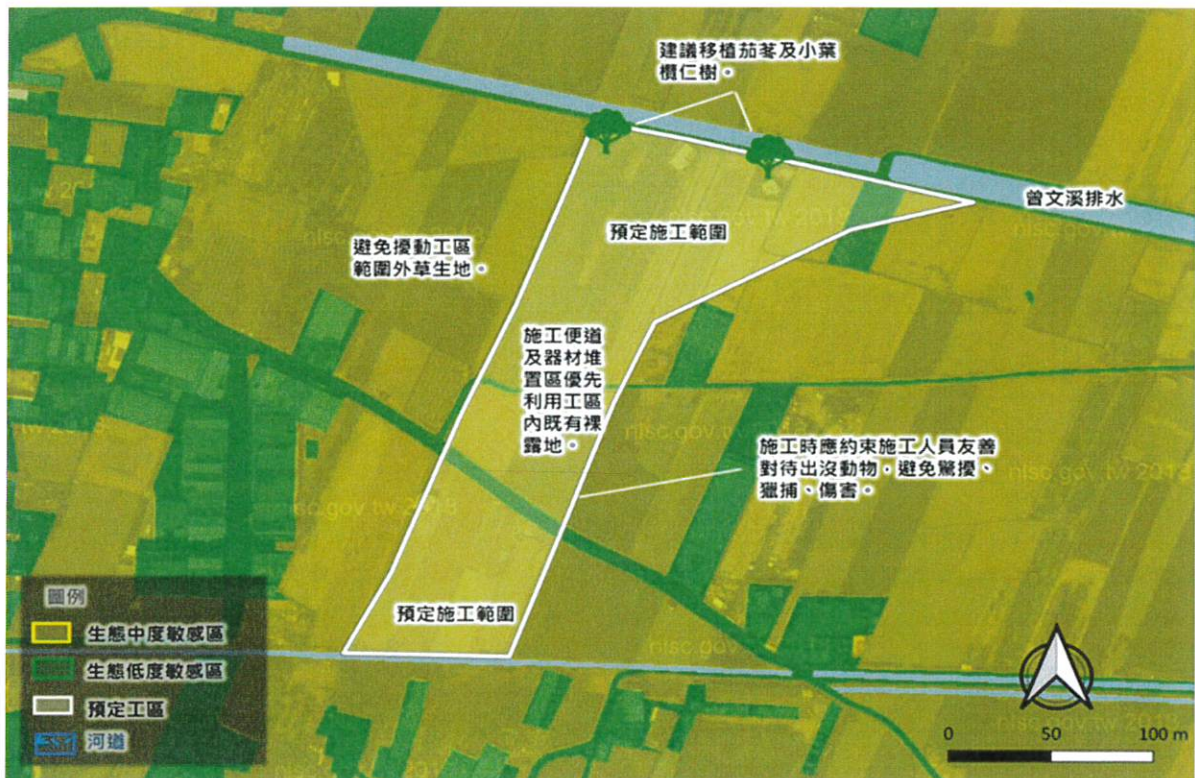 建議移植茄苳及小葉
欖仁樹。
曾文溪排水
預定施工範圍
避免擾動工區
範圍外草生地。
施工便道
及器材堆
置區優先
利用工區
內既有裸
露地。
施工時應約束施工人員友善
對待出沒動物，避免驚擾、
獵捕、傷害。
預定施工範圍
圖例
生態中度敏感區
生態低度敏感區
預定工區
河道
0 50 100 m
nlsc.gov.tw 2018